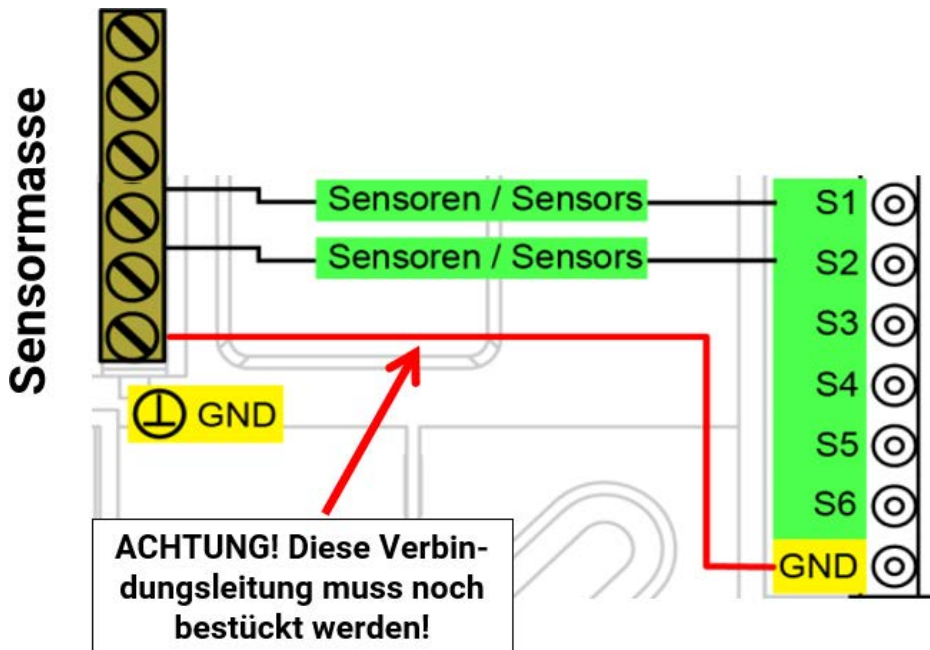 Sensormasse
Sensoren / Sensors
S1
Sensoren / Sensors
S2
S3
S4
S5
S6
GND
GND
ACHTUNG! Diese Verbin-
dungsleitung muss noch
bestückt werden!